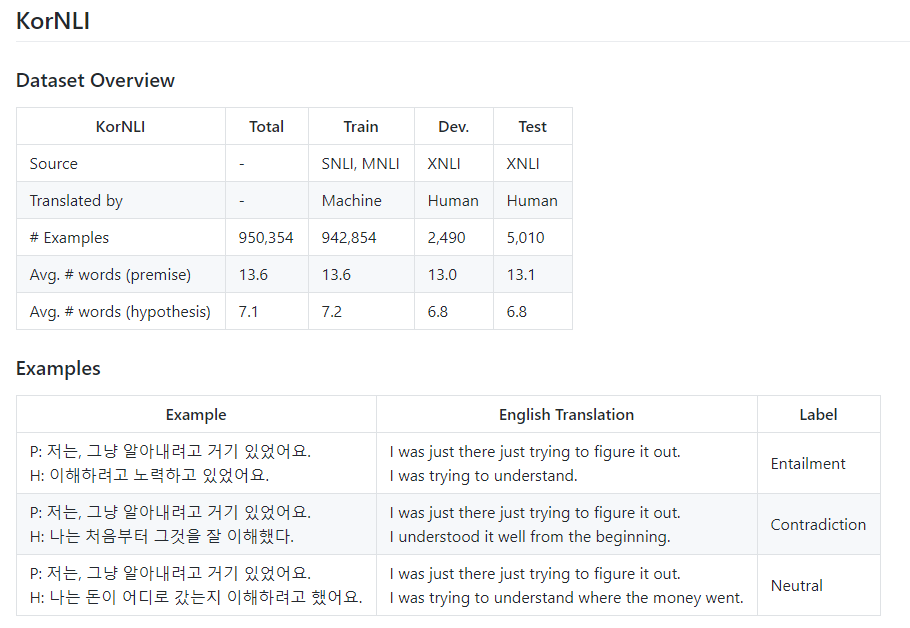 KorNLI
Dataset Overview
KorNLI Total Train Dev. Test
Source - SNLI, MNLI XNLI XNLI
Translated by - Machine Human Human
# Examples 950,354 942,854 2,490 5,010
Avg. # words (premise) 13.6 13.6 13.0 13.1
Avg. # words (hypothesis) 7.1 7.2 6.8 6.8
Examples
Example English Translation Label
P: 저는, 그냥 알아내려고 거기 있었어요. I was just there just trying to figure it out.
H: 이해하려고 노력하고 있었어요. I was trying to understand.
Entailment
P: 저는, 그냥 알아내려고 거기 있었어요. I was just there just trying to figure it out.
H: 나는 처음부터 그것을 잘 이해했다. I understood it well from the beginning.
Contradiction
P: 저는, 그냥 알아내려고 거기 있었어요. I was just there just trying to figure it out.
H: 나는 돈이 어디로 갔는지 이해하려고 했어요. I was trying to understand where the money went.
Neutral